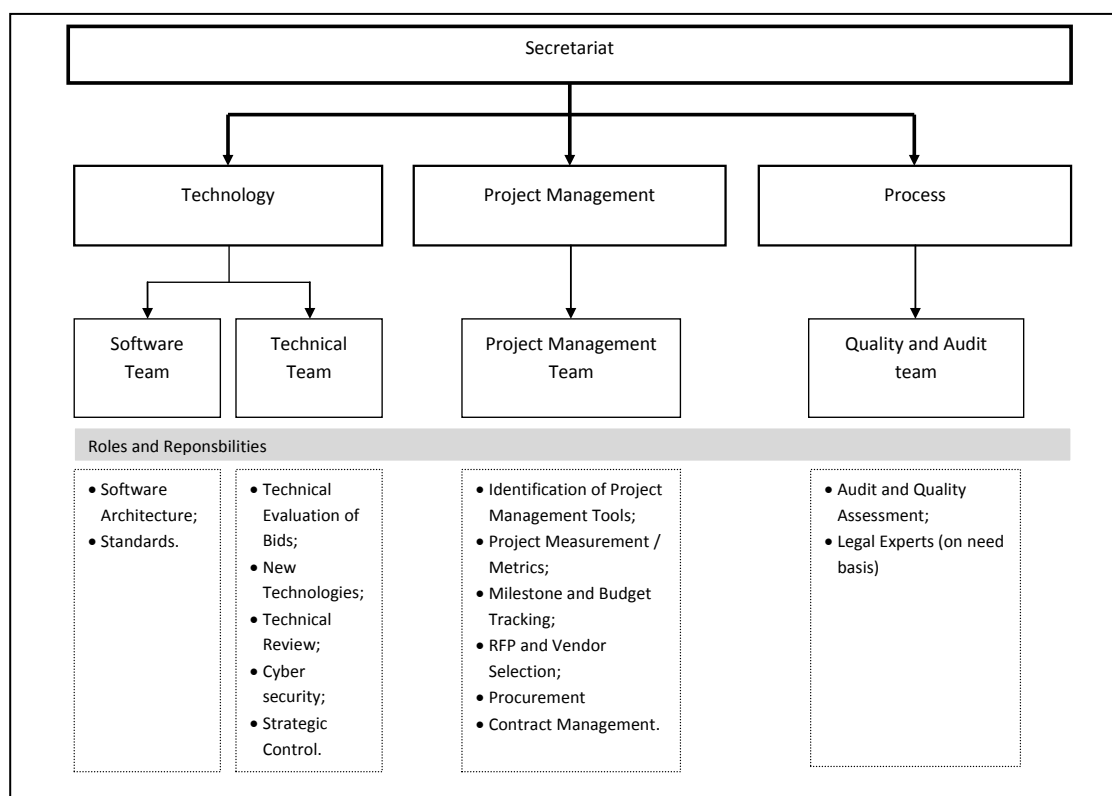 Secretariat
Technology
Project Management
Process
Software
Team
Technical
Team
Project Management
Team
Quality and Audit
team
Roles and Reponsbilities
• Software
Architecture;
• Standards.
• Technical
Evaluation of
Bids;
• New
Technologies;
• Technical
Review;
• Cyber
security;
• Strategic
Control.
• Identification of Project
Management Tools;
• Project Measurement /
Metrics;
• Milestone and Budget
Tracking;
• RFP and Vendor
Selection;
• Procurement
• Contract Management.
• Audit and Quality
Assessment;
• Legal Experts (on need
basis)